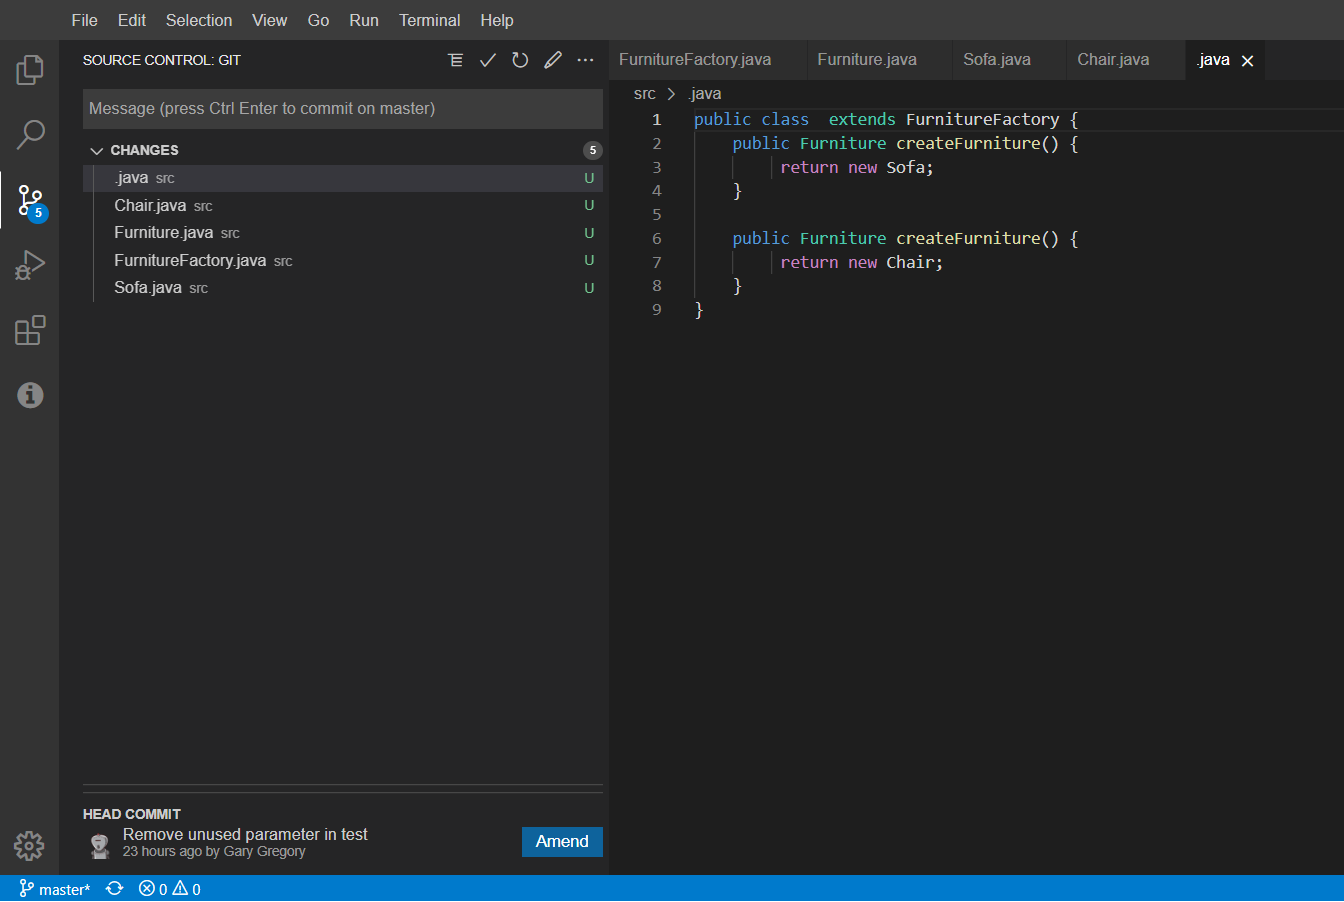 File Edit Selection View Go Run Terminal Help
SOURCE CONTROL: GIT
Message (press Ctrl Enter to commit on master)
CHANGES 5
.java src U
Chair.java src U
Furniture.java src U
FurnitureFactory.java src U
Sofa.java src U
5
HEAD COMMIT
Remove unused parameter in test
23 hours ago by Gary Gregory
Amend
FurnitureFactory.java Furniture.java Sofa.java Chair.java .java
src > .java
1 public class  extends FurnitureFactory {
2     public Furniture createFurniture() {
3         return new Sofa;
4     }
5
6     public Furniture createFurniture() {
7         return new Chair;
8     }
9 }
master* 0 0